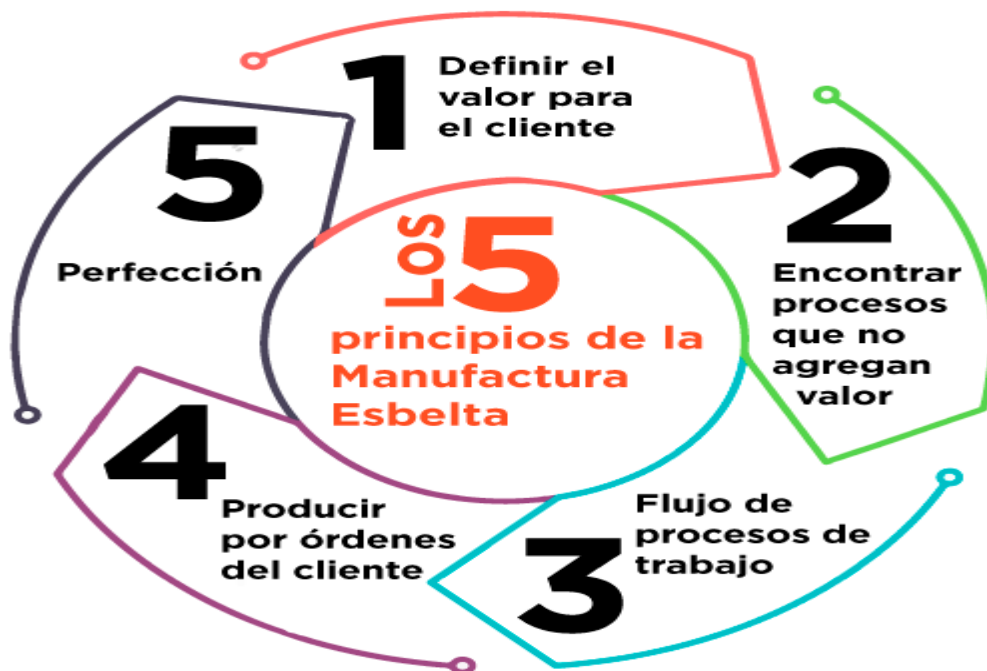 Los 5
principios de la
Manufactura
Esbelta
1
Definir el
valor para
el cliente
2
Encontrar
procesos
que no
agregan
valor
3
Flujo de
procesos de
trabajo
4
Producir
por órdenes
del cliente
5
Perfección